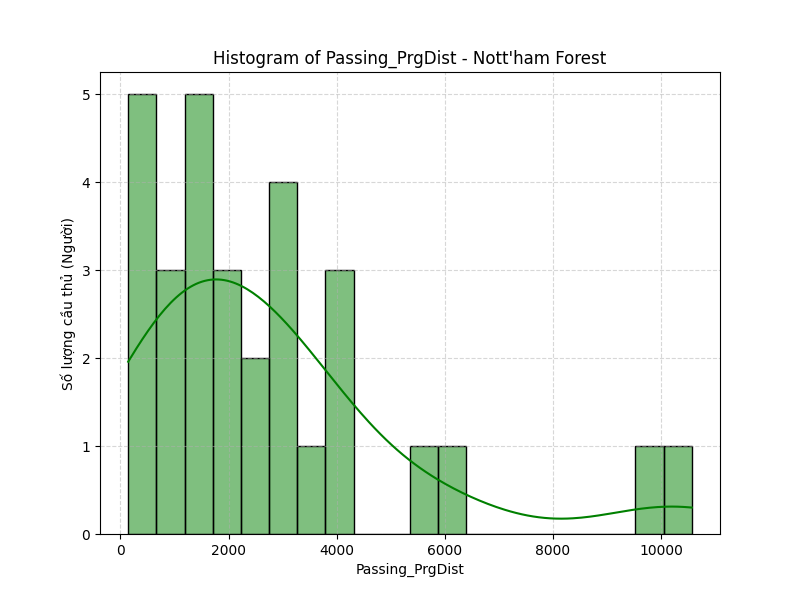 Histogram of Passing_PrgDist - Nott'ham Forest
Số lượng cầu thủ (Người)
5
4
3
2
1
0
0 2000 4000 6000 8000 10000
Passing_PrgDist